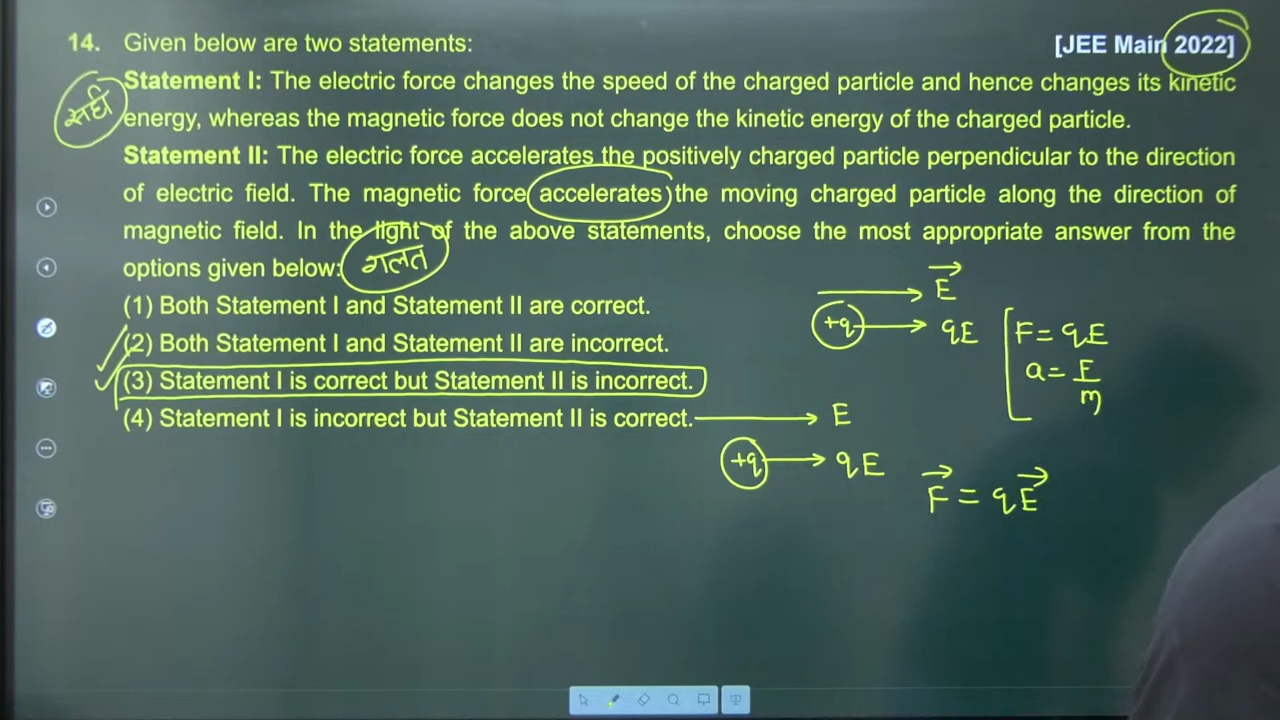 14. Given below are two statements: [JEE Main 2022]
Statement I: The electric force changes the speed of the charged particle and hence changes its kinetic
सही
energy, whereas the magnetic force does not change the kinetic energy of the charged particle.
Statement II: The electric force accelerates the positively charged particle perpendicular to the direction
of electric field. The magnetic force accelerates the moving charged particle along the direction of
magnetic field. In the light of the above statements, choose the most appropriate answer from the
options given below: गलत
(1) Both Statement I and Statement II are correct.
(2) Both Statement I and Statement II are incorrect.
(3) Statement I is correct but Statement II is incorrect.
(4) Statement I is incorrect but Statement II is correct.
E
+q qE
F = qE
a = F/m
E
+q qE
F = qE